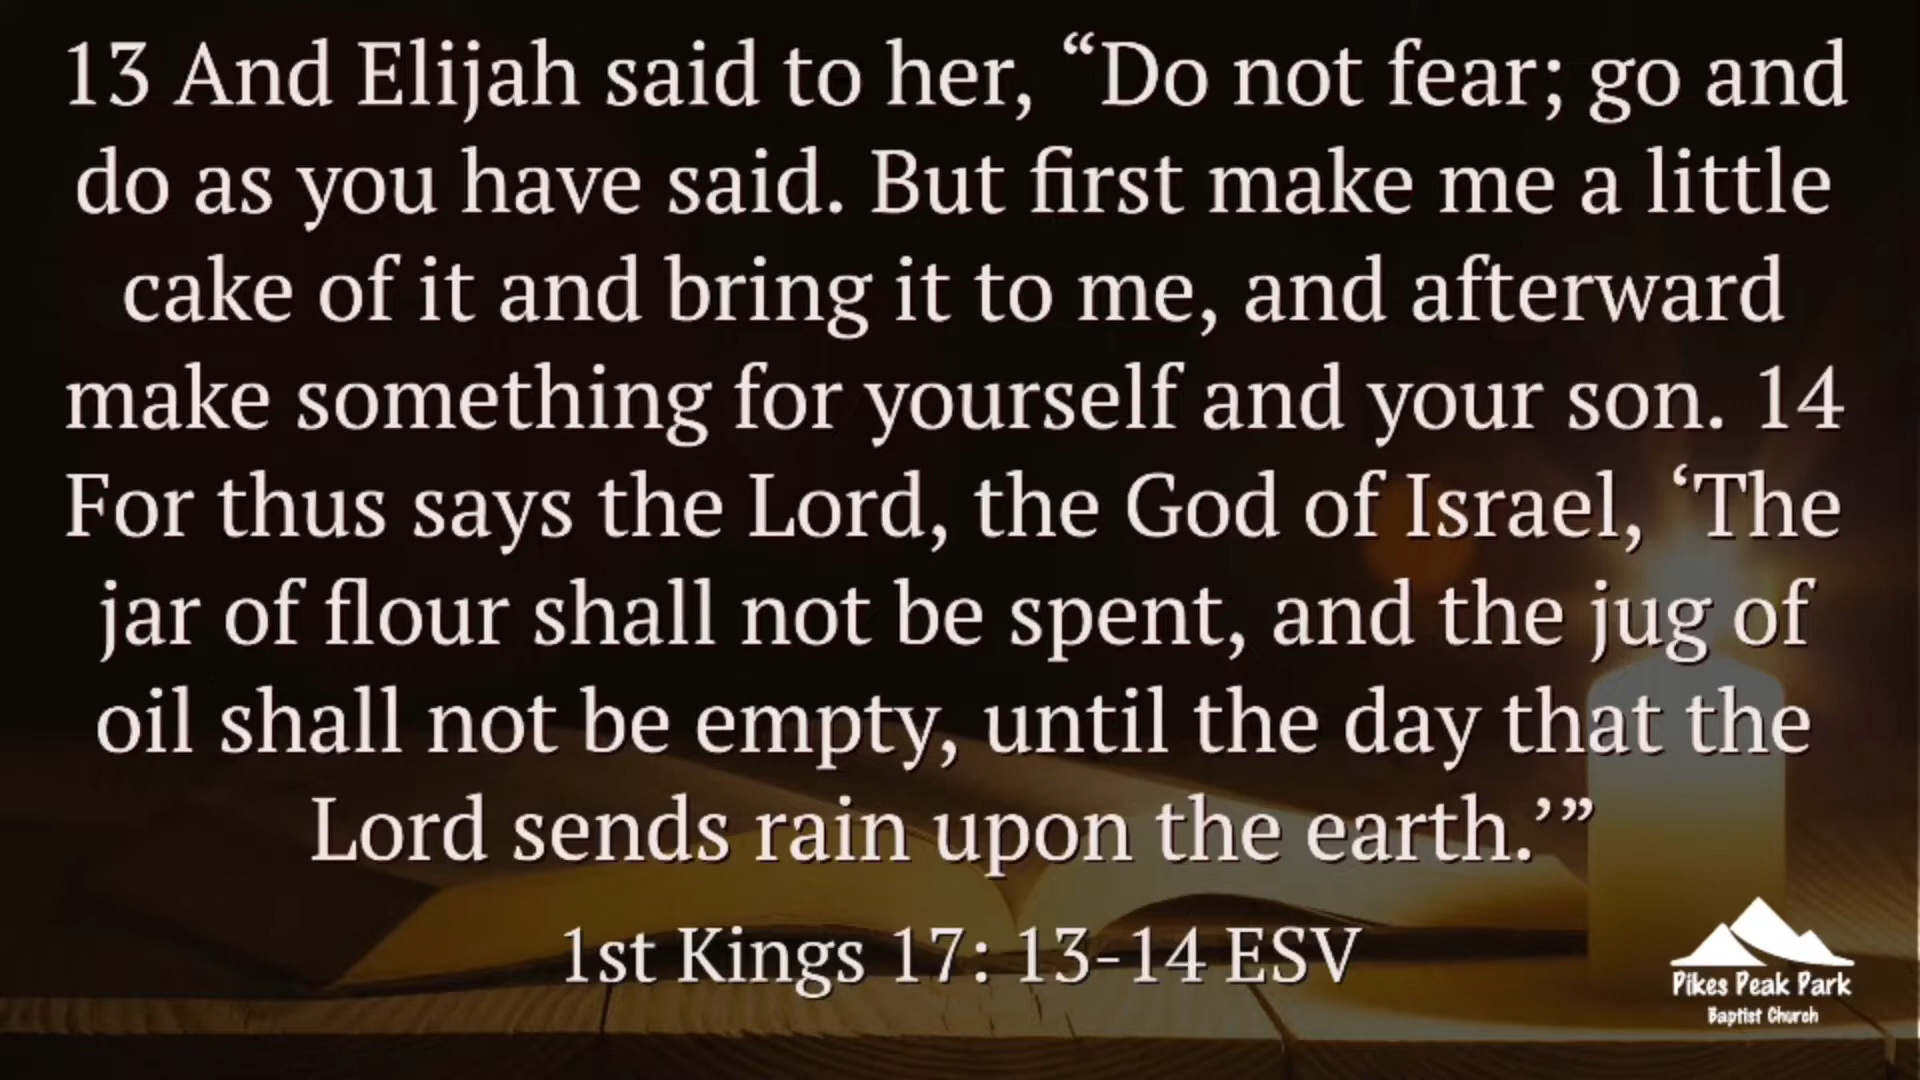 13 And Elijah said to her, “Do not fear; go and
do as you have said. But first make me a little
cake of it and bring it to me, and afterward
make something for yourself and your son. 14
For thus says the Lord, the God of Israel, ‘The
jar of flour shall not be spent, and the jug of
oil shall not be empty, until the day that the
Lord sends rain upon the earth.’”
1st Kings 17: 13-14 ESV
Pikes Peak Park
Baptist Church